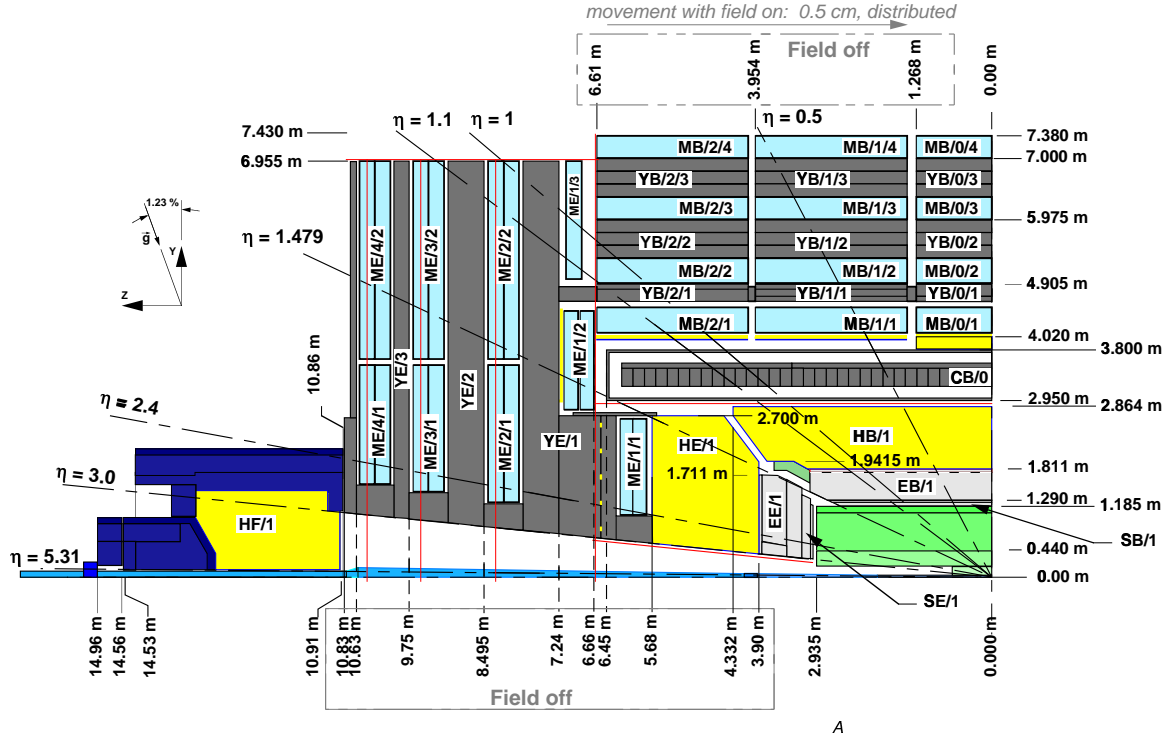 movement with field on: 0.5 cm, distributed
Field off
6.61 m
3.954 m
1.268 m
0.00 m
η = 1.1
η = 1
η = 0.5
7.430 m
6.955 m
7.380 m
7.000 m
MB/2/4
MB/1/4
MB/0/4
YB/2/3
YB/1/3
YB/0/3
ME/1/3
1.23 %
g
Y
Z
MB/2/3
MB/1/3
MB/0/3
5.975 m
η = 1.479
ME/4/2
ME/3/2
ME/2/2
YB/2/2
YB/1/2
YB/0/2
MB/2/2
MB/1/2
MB/0/2
4.905 m
YB/2/1
YB/1/1
YB/0/1
MB/2/1
MB/1/1
MB/0/1
4.020 m
3.800 m
10.86 m
YE/3
YE/2
ME/1/2
CB/0
2.950 m
2.864 m
η = 2.4
ME/4/1
ME/3/1
ME/2/1
YE/1
ME/1/1
HE/1
2.700 m
HB/1
1.711 m
1.9415 m
1.811 m
η = 3.0
EB/1
1.290 m
1.185 m
HF/1
EE/1
SB/1
0.440 m
η = 5.31
0.00 m
SE/1
14.96 m
14.56 m
14.53 m
10.91 m
10.83 m
10.63 m
9.75 m
8.495 m
7.24 m
6.66 m
6.45 m
5.68 m
4.332 m
3.90 m
2.935 m
0.000 m
Field off
A